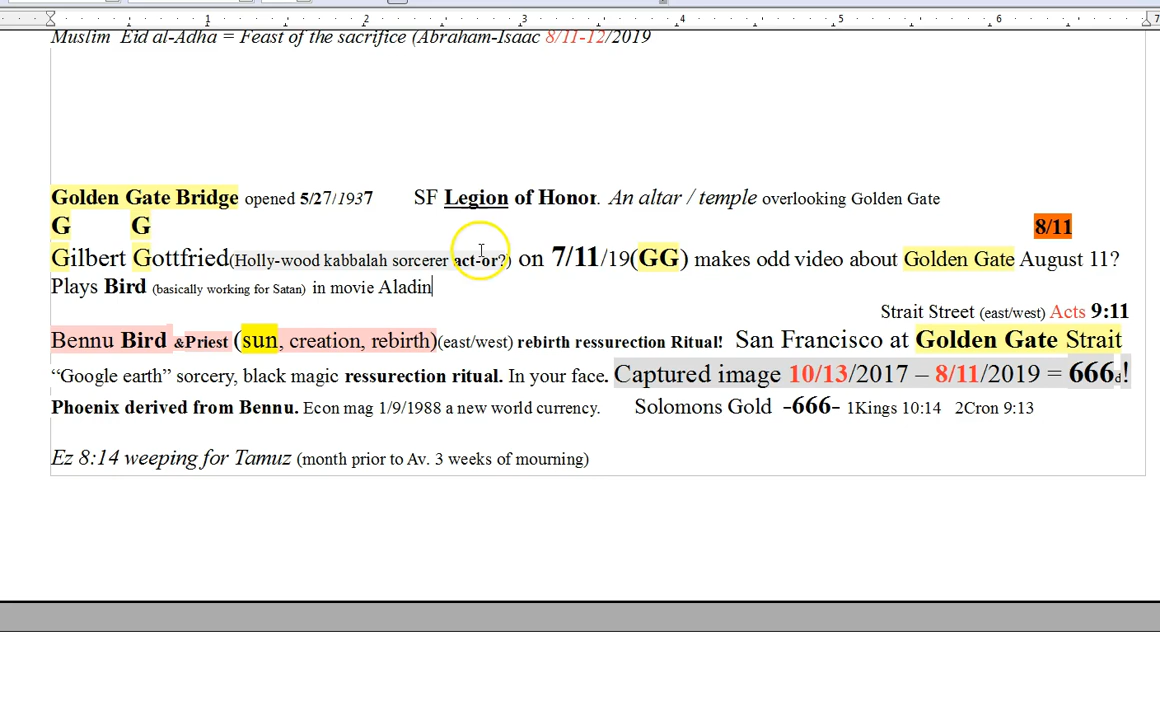 1 2 3 4 5 6 7
Muslim Eid al-Adha = Feast of the sacrifice (Abraham-Isaac 8/11-12/2019
Golden Gate Bridge opened 5/27/1937 SF Legion of Honor. An altar / temple overlooking Golden Gate
G G 8/11
Gilbert Gottfried(Holly-wood kabbalah sorcerer act-or?) on 7/11/19(GG) makes odd video about Golden Gate August 11?
Plays Bird (basically working for Satan) in movie Aladin
Strait Street (east/west) Acts 9:11
Bennu Bird &Priest (sun, creation, rebirth)(east/west) rebirth ressurection Ritual! San Francisco at Golden Gate Strait
“Google earth” sorcery, black magic ressurection ritual. In your face. Captured image 10/13/2017 – 8/11/2019 = 666d!
Phoenix derived from Bennu. Econ mag 1/9/1988 a new world currency. Solomons Gold -666- 1Kings 10:14 2Cron 9:13
Ez 8:14 weeping for Tamuz (month prior to Av. 3 weeks of mourning)